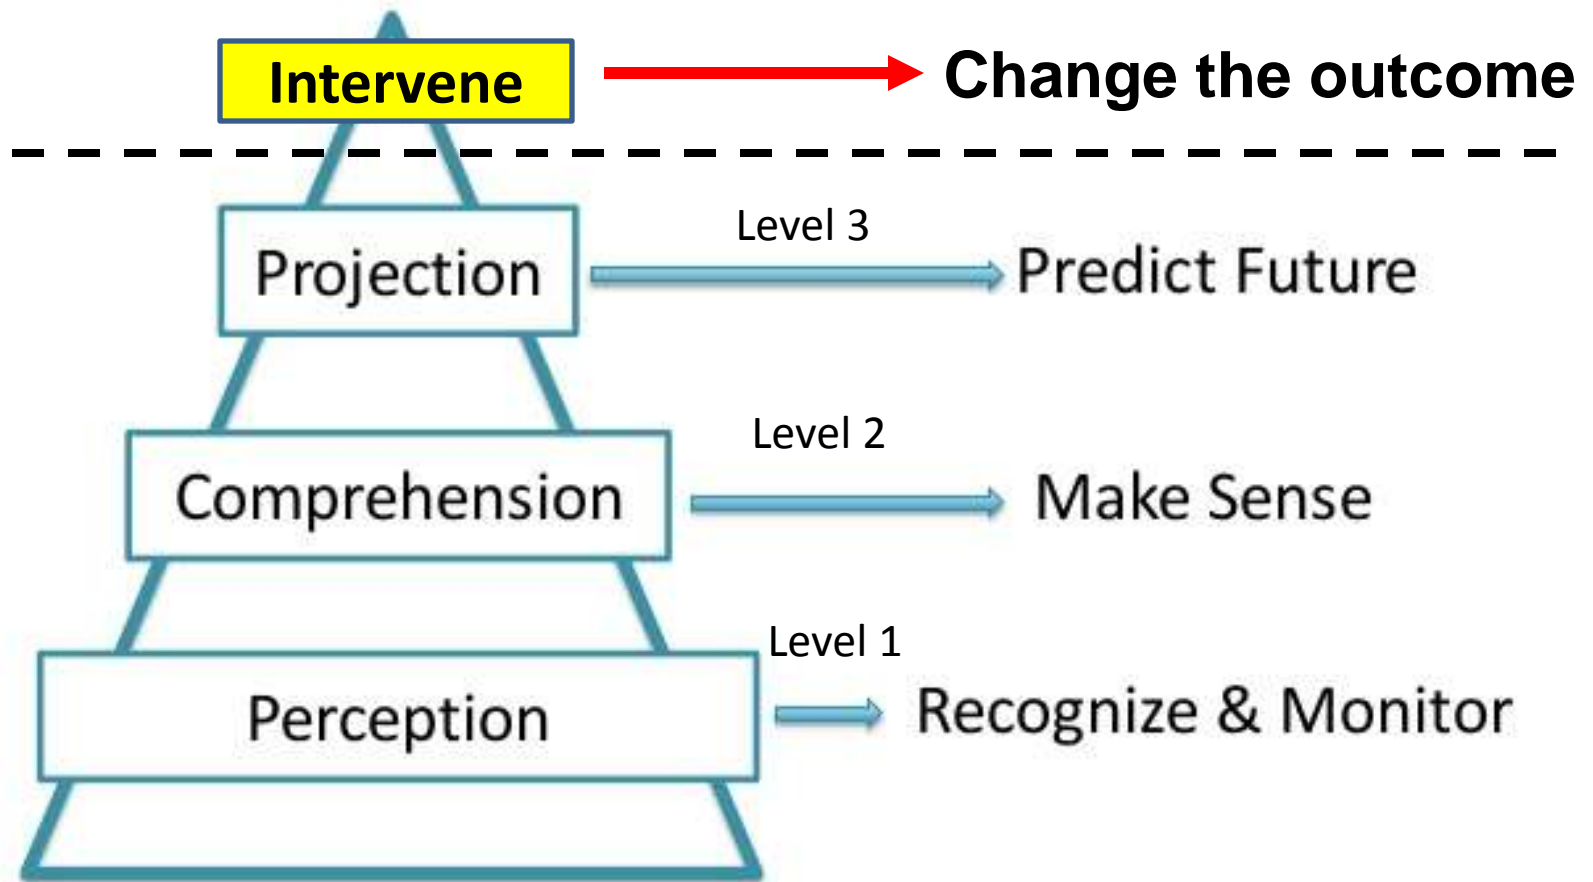 Intervene
Change the outcome
Level 3
Projection
Predict Future
Level 2
Comprehension
Make Sense
Level 1
Perception
Recognize & Monitor